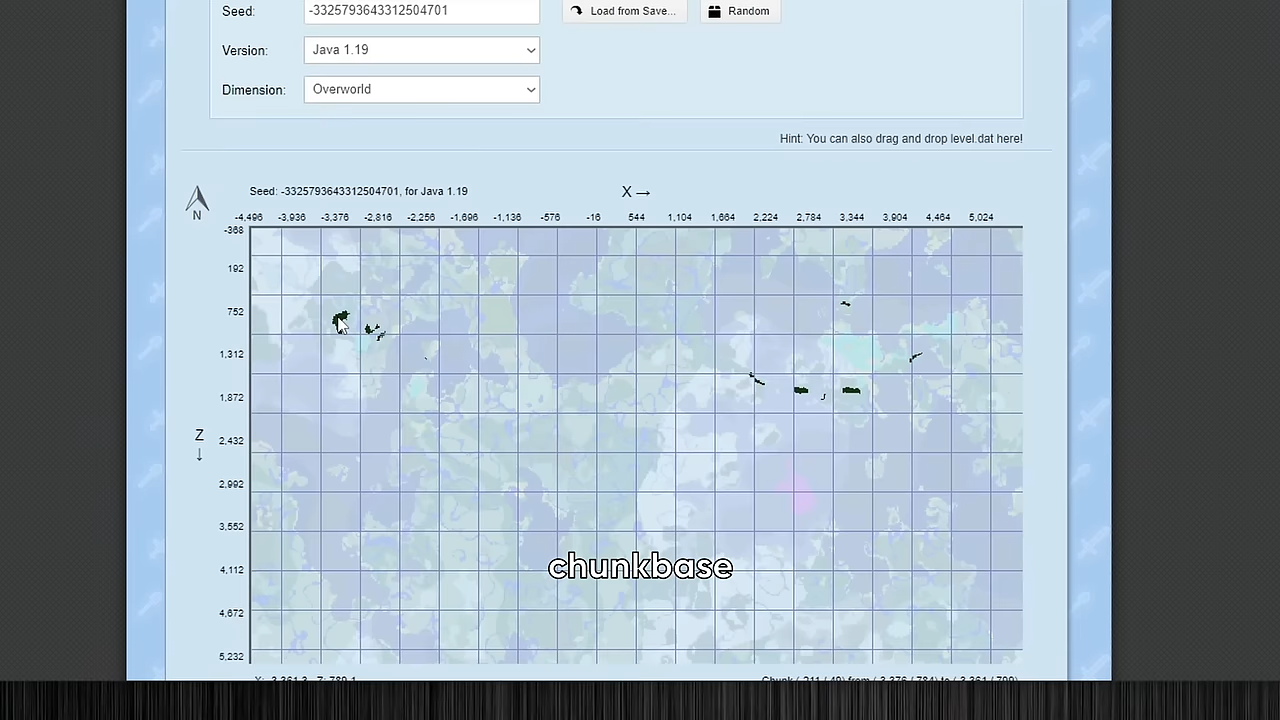 Seed: -3325793643312504701 Load from Save... Random
Version: Java 1.19
Dimension: Overworld
Hint: You can also drag and drop level.dat here!
Seed: -3325793643312504701, for Java 1.19 X →
N
-4,496 -3,936 -3,376 -2,816 -2,256 -1,696 -1,136 -576 -16 544 1,104 1,664 2,224 2,784 3,344 3,904 4,464 5,024
-368
192
752
1,312
1,872
Z
↓
2,432
2,992
3,552
4,112
4,672
5,232
chunkbase